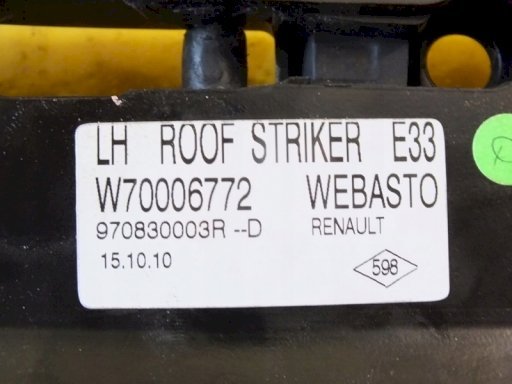 LH ROOF STRIKER E33
W70006772 WEBASTO
970830003R --D RENAULT
15.10.10 598